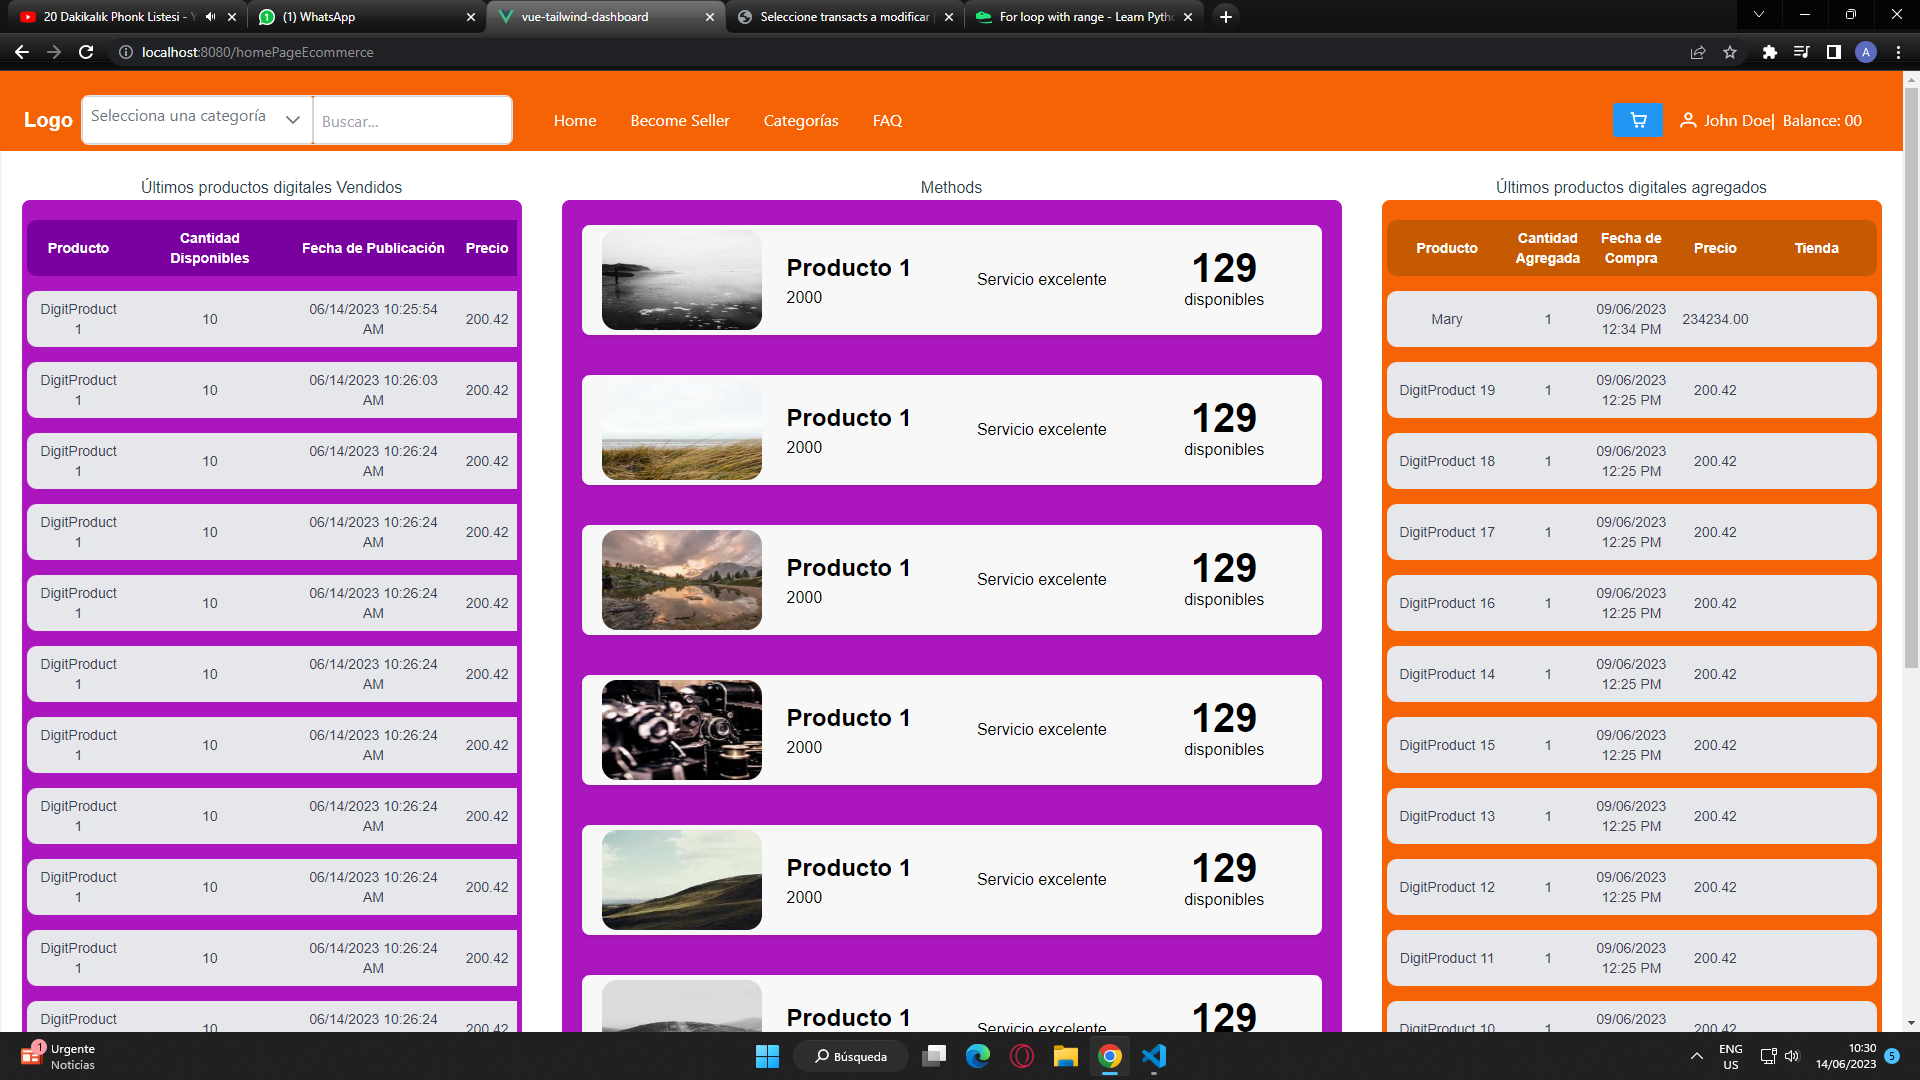 20 Dakikalık Phonk Listesi - Y
(1) WhatsApp
vue-tailwind-dashboard
Seleccione transacts a modificar
For loop with range - Learn Pytho
localhost:8080/homePageEcommerce
A
Logo
Selecciona una categoría
Buscar...
Home
Become Seller
Categorías
FAQ
John Doe| Balance: 00
Últimos productos digitales Vendidos
Producto
Cantidad
Disponibles
Fecha de Publicación
Precio
DigitProduct
1
10
06/14/2023 10:25:54
AM
200.42
DigitProduct
1
10
06/14/2023 10:26:03
AM
200.42
DigitProduct
1
10
06/14/2023 10:26:24
AM
200.42
DigitProduct
1
10
06/14/2023 10:26:24
AM
200.42
DigitProduct
1
10
06/14/2023 10:26:24
AM
200.42
DigitProduct
1
10
06/14/2023 10:26:24
AM
200.42
DigitProduct
1
10
06/14/2023 10:26:24
AM
200.42
DigitProduct
1
10
06/14/2023 10:26:24
AM
200.42
DigitProduct
1
10
06/14/2023 10:26:24
AM
200.42
DigitProduct
1
10
06/14/2023 10:26:24
AM
200.42
DigitProduct
10
06/14/2023 10:26:24
200.42
Methods
Producto 1
2000
Servicio excelente
129
disponibles
Producto 1
2000
Servicio excelente
129
disponibles
Producto 1
2000
Servicio excelente
129
disponibles
Producto 1
2000
Servicio excelente
129
disponibles
Producto 1
2000
Servicio excelente
129
disponibles
Producto 1
Servicio excelente
129
Últimos productos digitales agregados
Producto
Cantidad
Agregada
Fecha de
Compra
Precio
Tienda
Mary
1
09/06/2023
12:34 PM
234234.00
DigitProduct 19
1
09/06/2023
12:25 PM
200.42
DigitProduct 18
1
09/06/2023
12:25 PM
200.42
DigitProduct 17
1
09/06/2023
12:25 PM
200.42
DigitProduct 16
1
09/06/2023
12:25 PM
200.42
DigitProduct 14
1
09/06/2023
12:25 PM
200.42
DigitProduct 15
1
09/06/2023
12:25 PM
200.42
DigitProduct 13
1
09/06/2023
12:25 PM
200.42
DigitProduct 12
1
09/06/2023
12:25 PM
200.42
DigitProduct 11
1
09/06/2023
12:25 PM
200.42
DigitProduct 10
1
09/06/2023
200.42
1
Urgente
Noticias
Búsqueda
ENG
US
10:30
14/06/2023
5